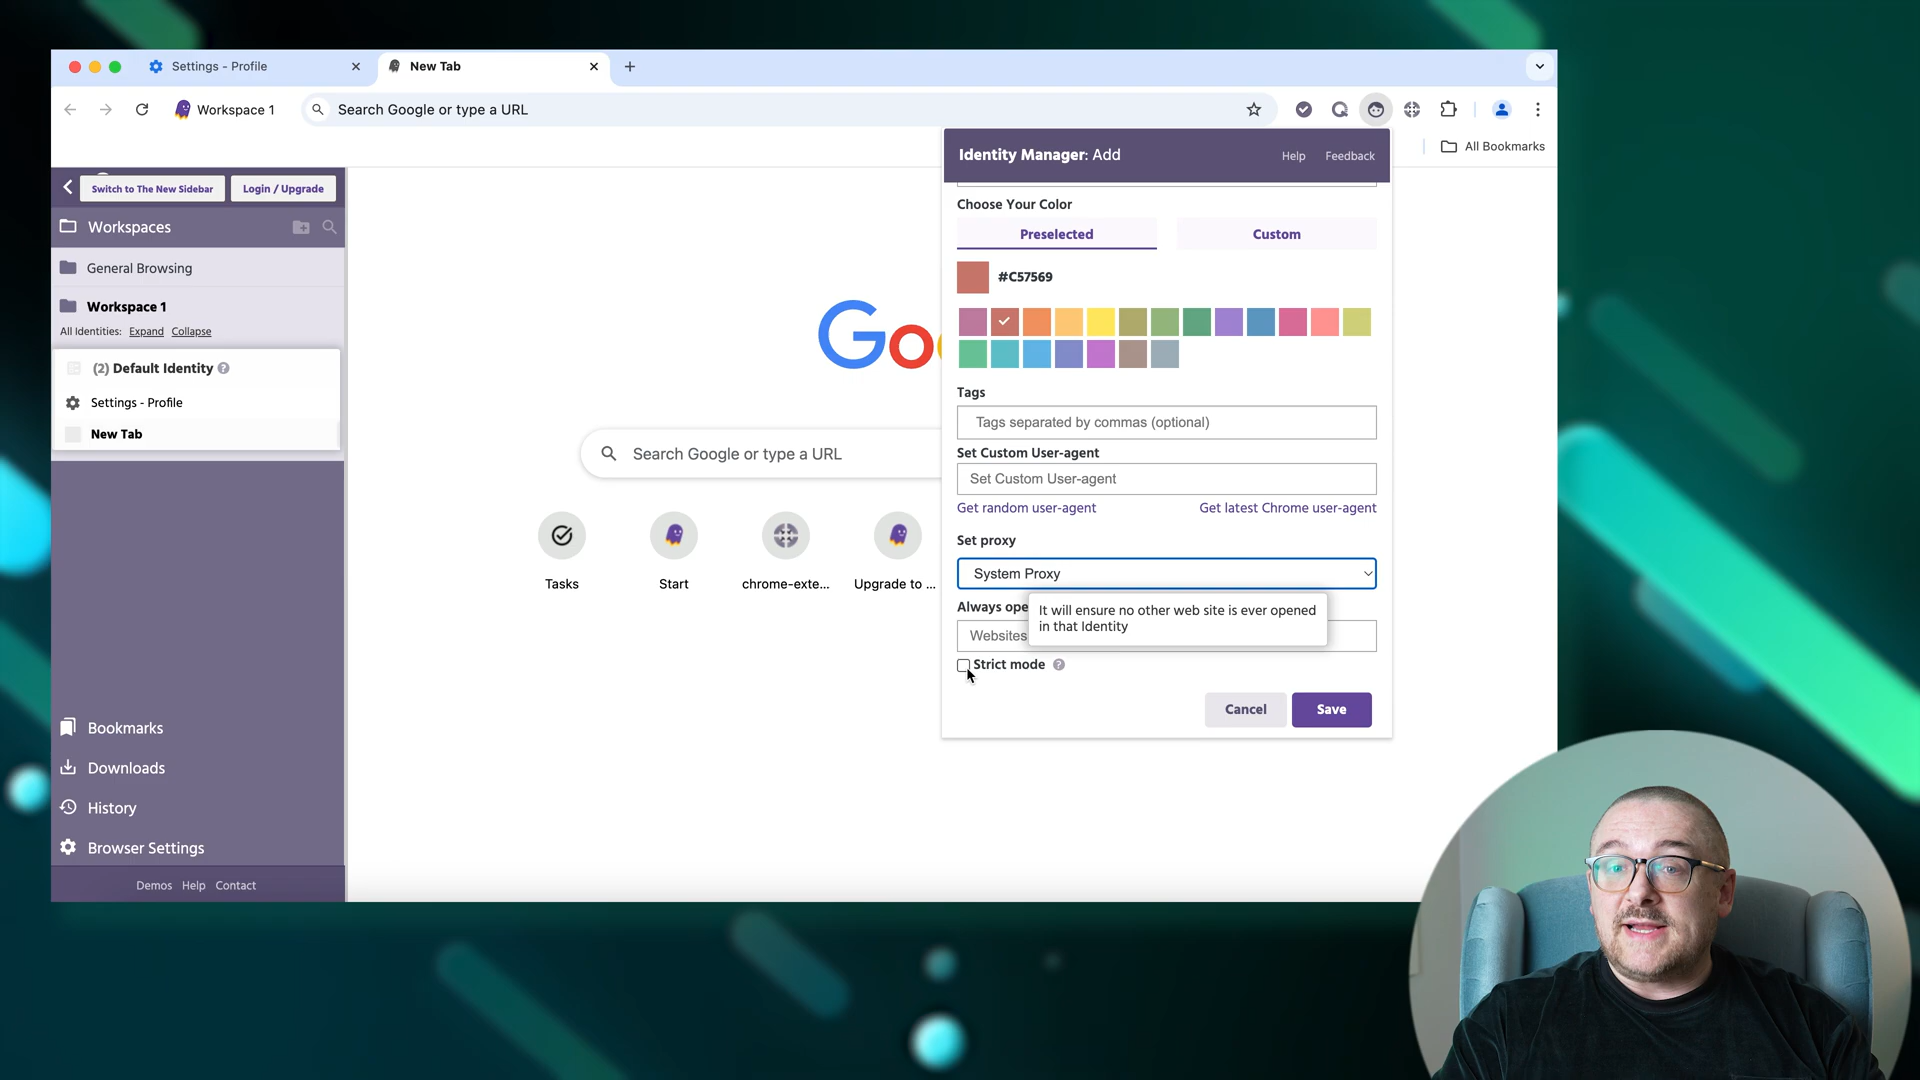 Settings - Profile
New Tab
Workspace 1
Search Google or type a URL
All Bookmarks
Switch to The New Sidebar
Login / Upgrade
Workspaces
General Browsing
Workspace 1
All Identities: Expand Collapse
(2) Default Identity
Settings - Profile
New Tab
Bookmarks
Downloads
History
Browser Settings
Demos Help Contact
Goo
Search Google or type a URL
Tasks
Start
chrome-exte...
Upgrade to ...
Identity Manager: Add
Help
Feedback
Choose Your Color
Preselected
Custom
#C57569
Tags
Tags separated by commas (optional)
Set Custom User-agent
Set Custom User-agent
Get random user-agent
Get latest Chrome user-agent
Set proxy
System Proxy
Always ope
It will ensure no other web site is ever opened
in that Identity
Websites
Strict mode
Cancel
Save